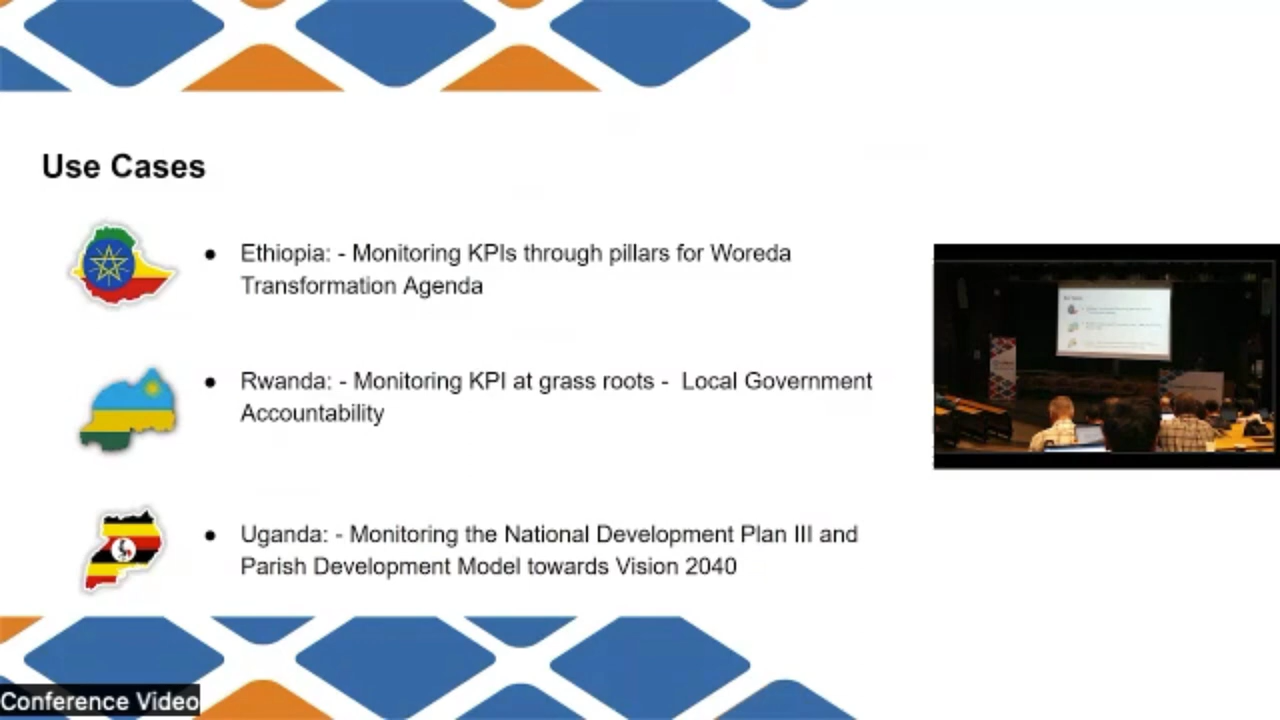 Use Cases
● Ethiopia: - Monitoring KPIs through pillars for Woreda
Transformation Agenda
● Rwanda: - Monitoring KPI at grass roots -  Local Government
Accountability
● Uganda: - Monitoring the National Development Plan III and
Parish Development Model towards Vision 2040
Conference Video